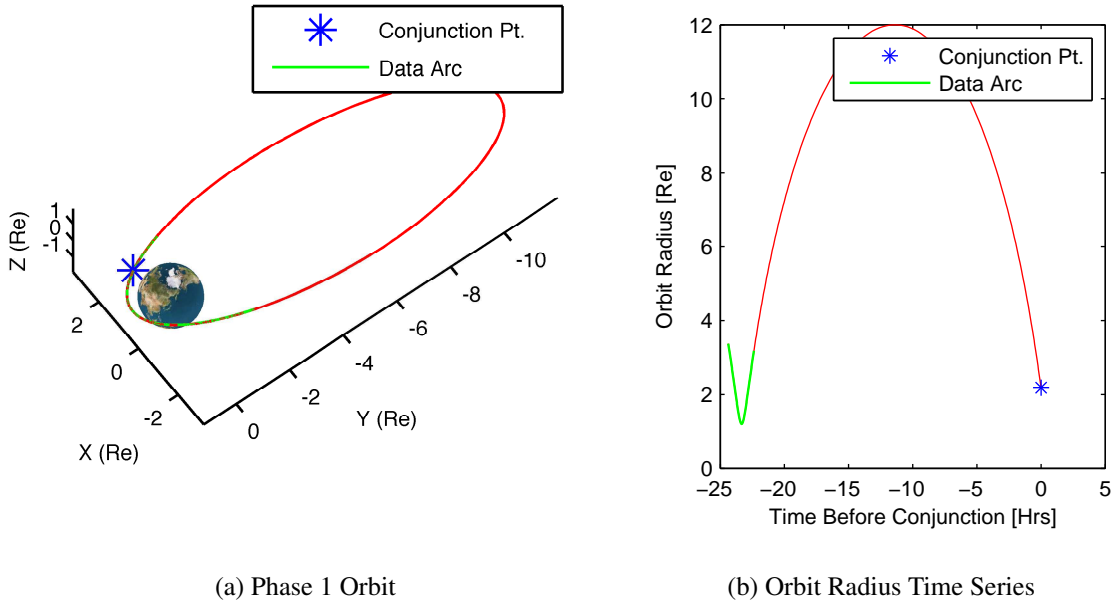 Conjunction Pt.
Data Arc
1
0
-1
Z (Re)
2
0
-2
X (Re)
0
-2
-4
-6
-8
-10
Y (Re)
(a) Phase 1 Orbit
Conjunction Pt.
Data Arc
12
10
8
6
4
2
0
Orbit Radius [Re]
−25 −20 −15 −10 −5 0 5
Time Before Conjunction [Hrs]
(b) Orbit Radius Time Series